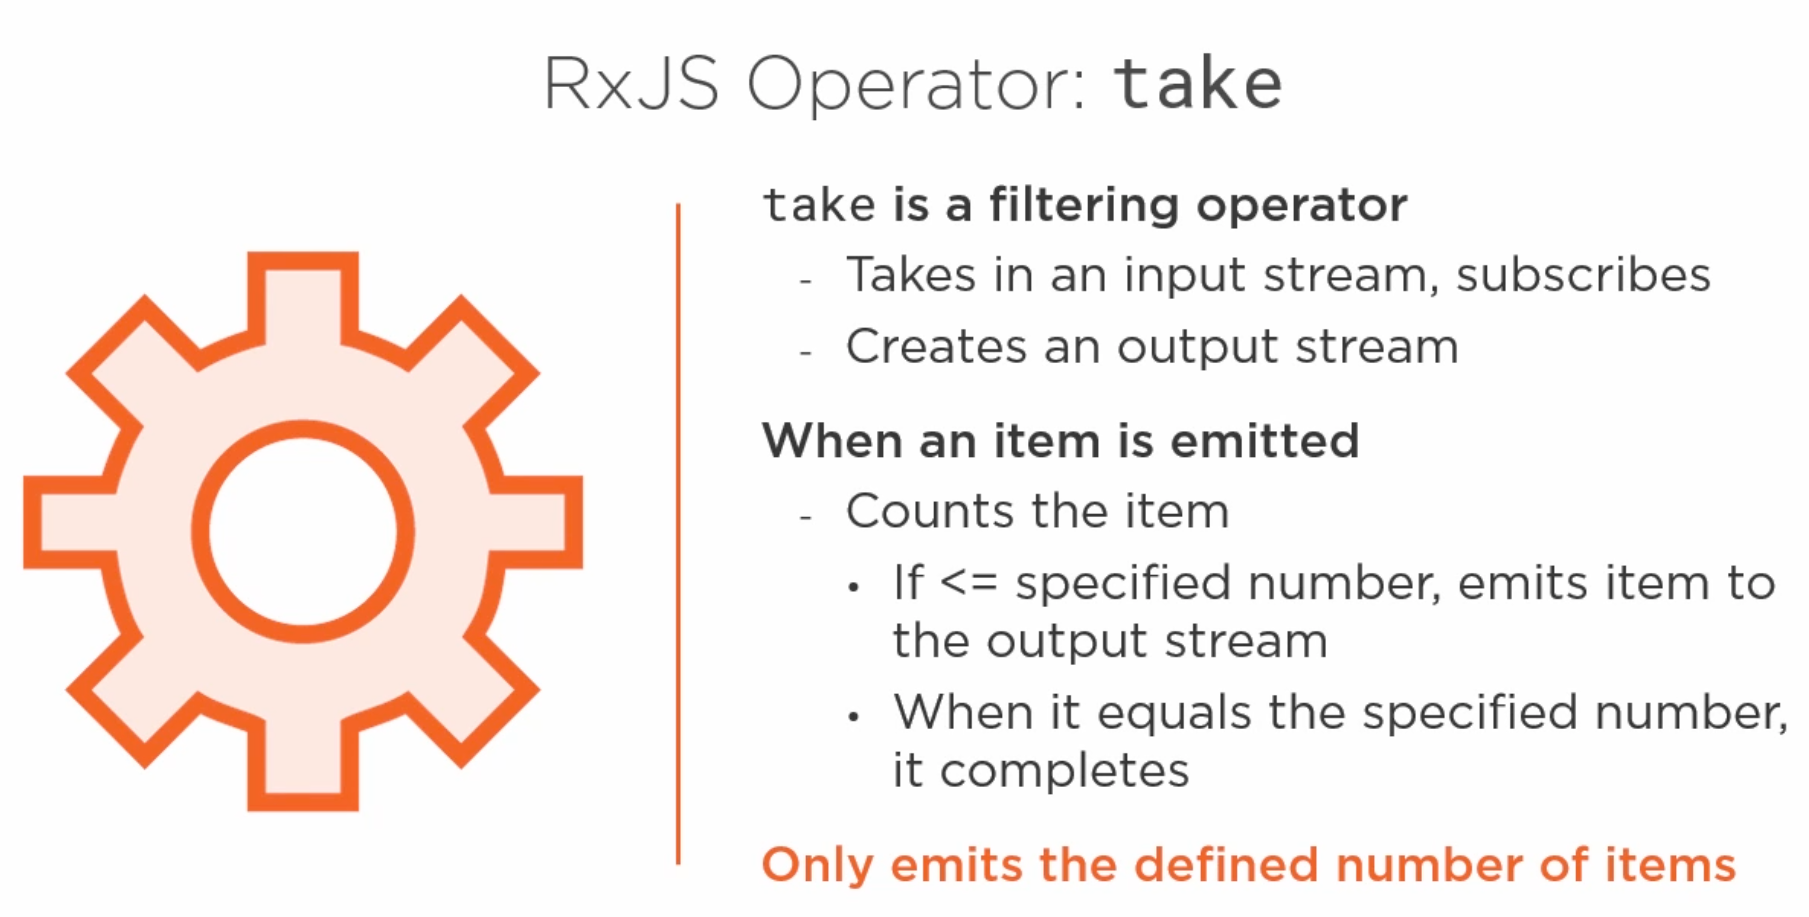 RxJS Operator: take
take is a filtering operator
- Takes in an input stream, subscribes
- Creates an output stream
When an item is emitted
- Counts the item
• If <= specified number, emits item to
the output stream
• When it equals the specified number,
it completes
Only emits the defined number of items